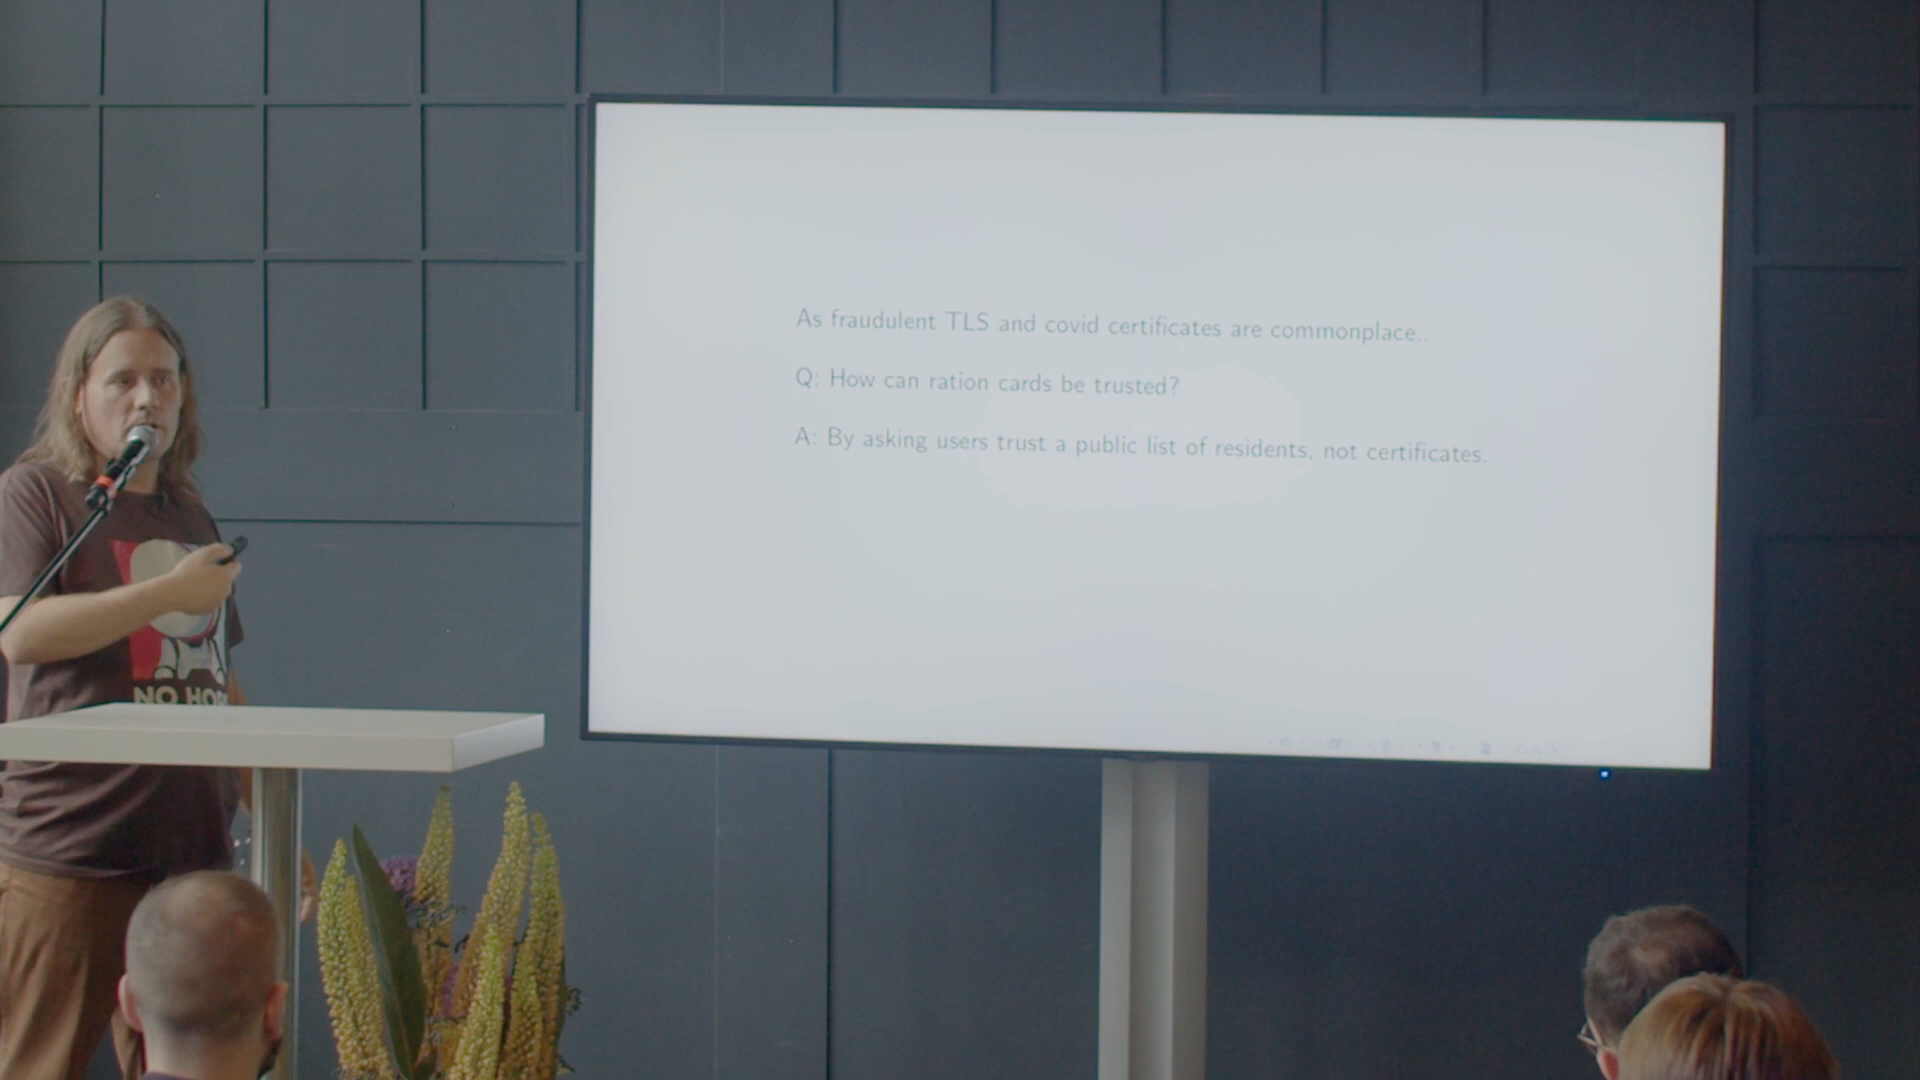 As fraudulent TLS and covid certificates are commonplace..
Q: How can ration cards be trusted?
A: By asking users trust a public list of residents, not certificates.
NO HOP